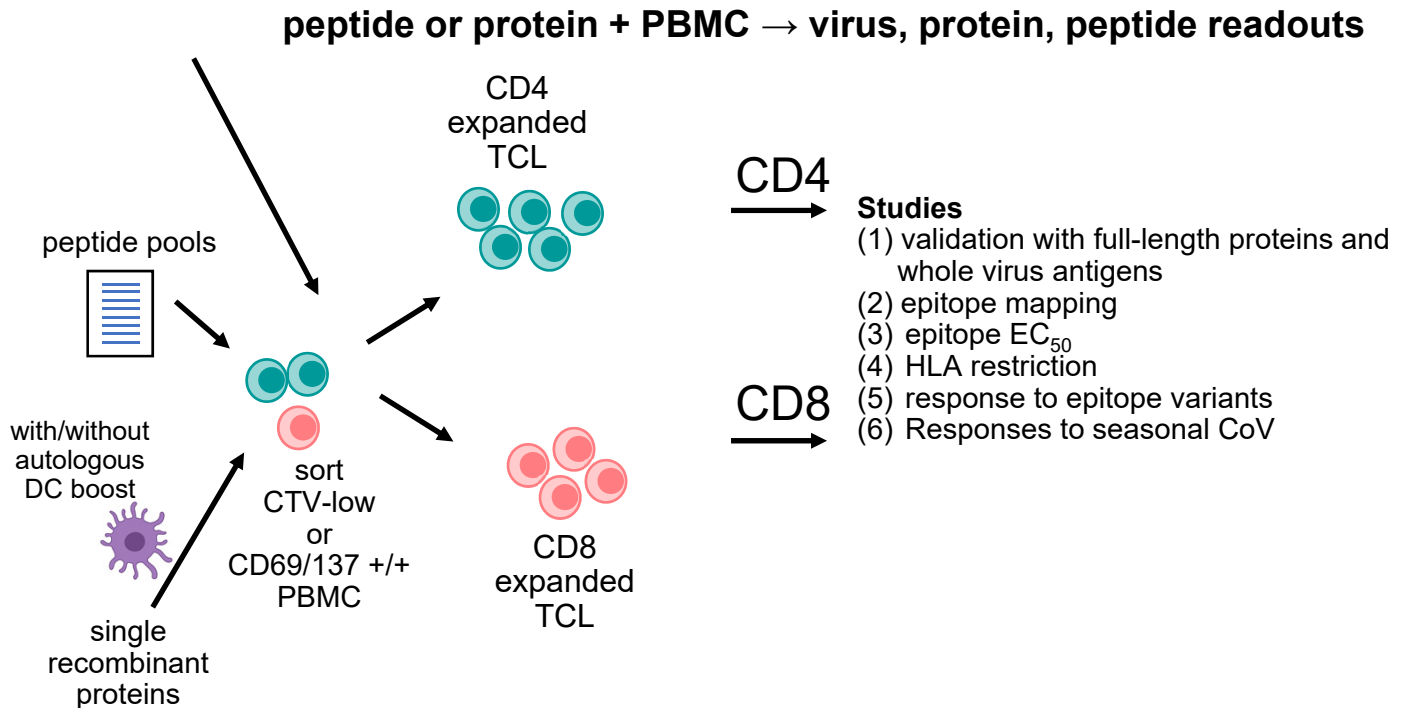 peptide or protein + PBMC → virus, protein, peptide readouts
CD4
expanded
TCL
peptide pools
with/without
autologous
DC boost
single
recombinant
proteins
sort
CTV-low
or
CD69/137 +/+
PBMC
CD8
expanded
TCL
CD4
CD8
Studies
(1) validation with full-length proteins and
whole virus antigens
(2) epitope mapping
(3) epitope EC₅₀
(4) HLA restriction
(5) response to epitope variants
(6) Responses to seasonal CoV